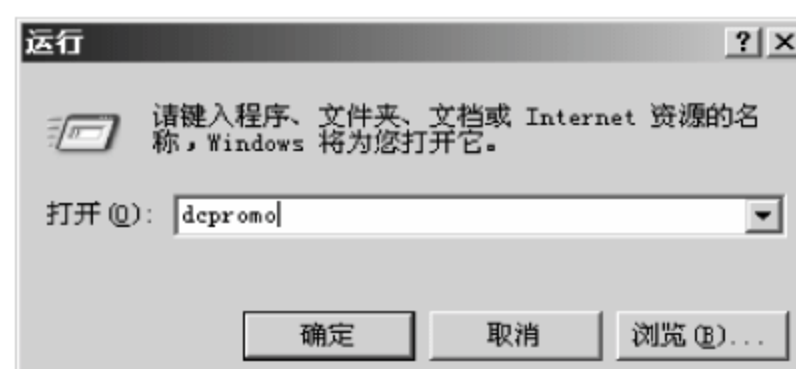 运行
请键入程序、文件夹、文档或 Internet 资源的名
称，Windows 将为您打开它。
打开(O)： dcpromo
确定 取消 浏览(B)...